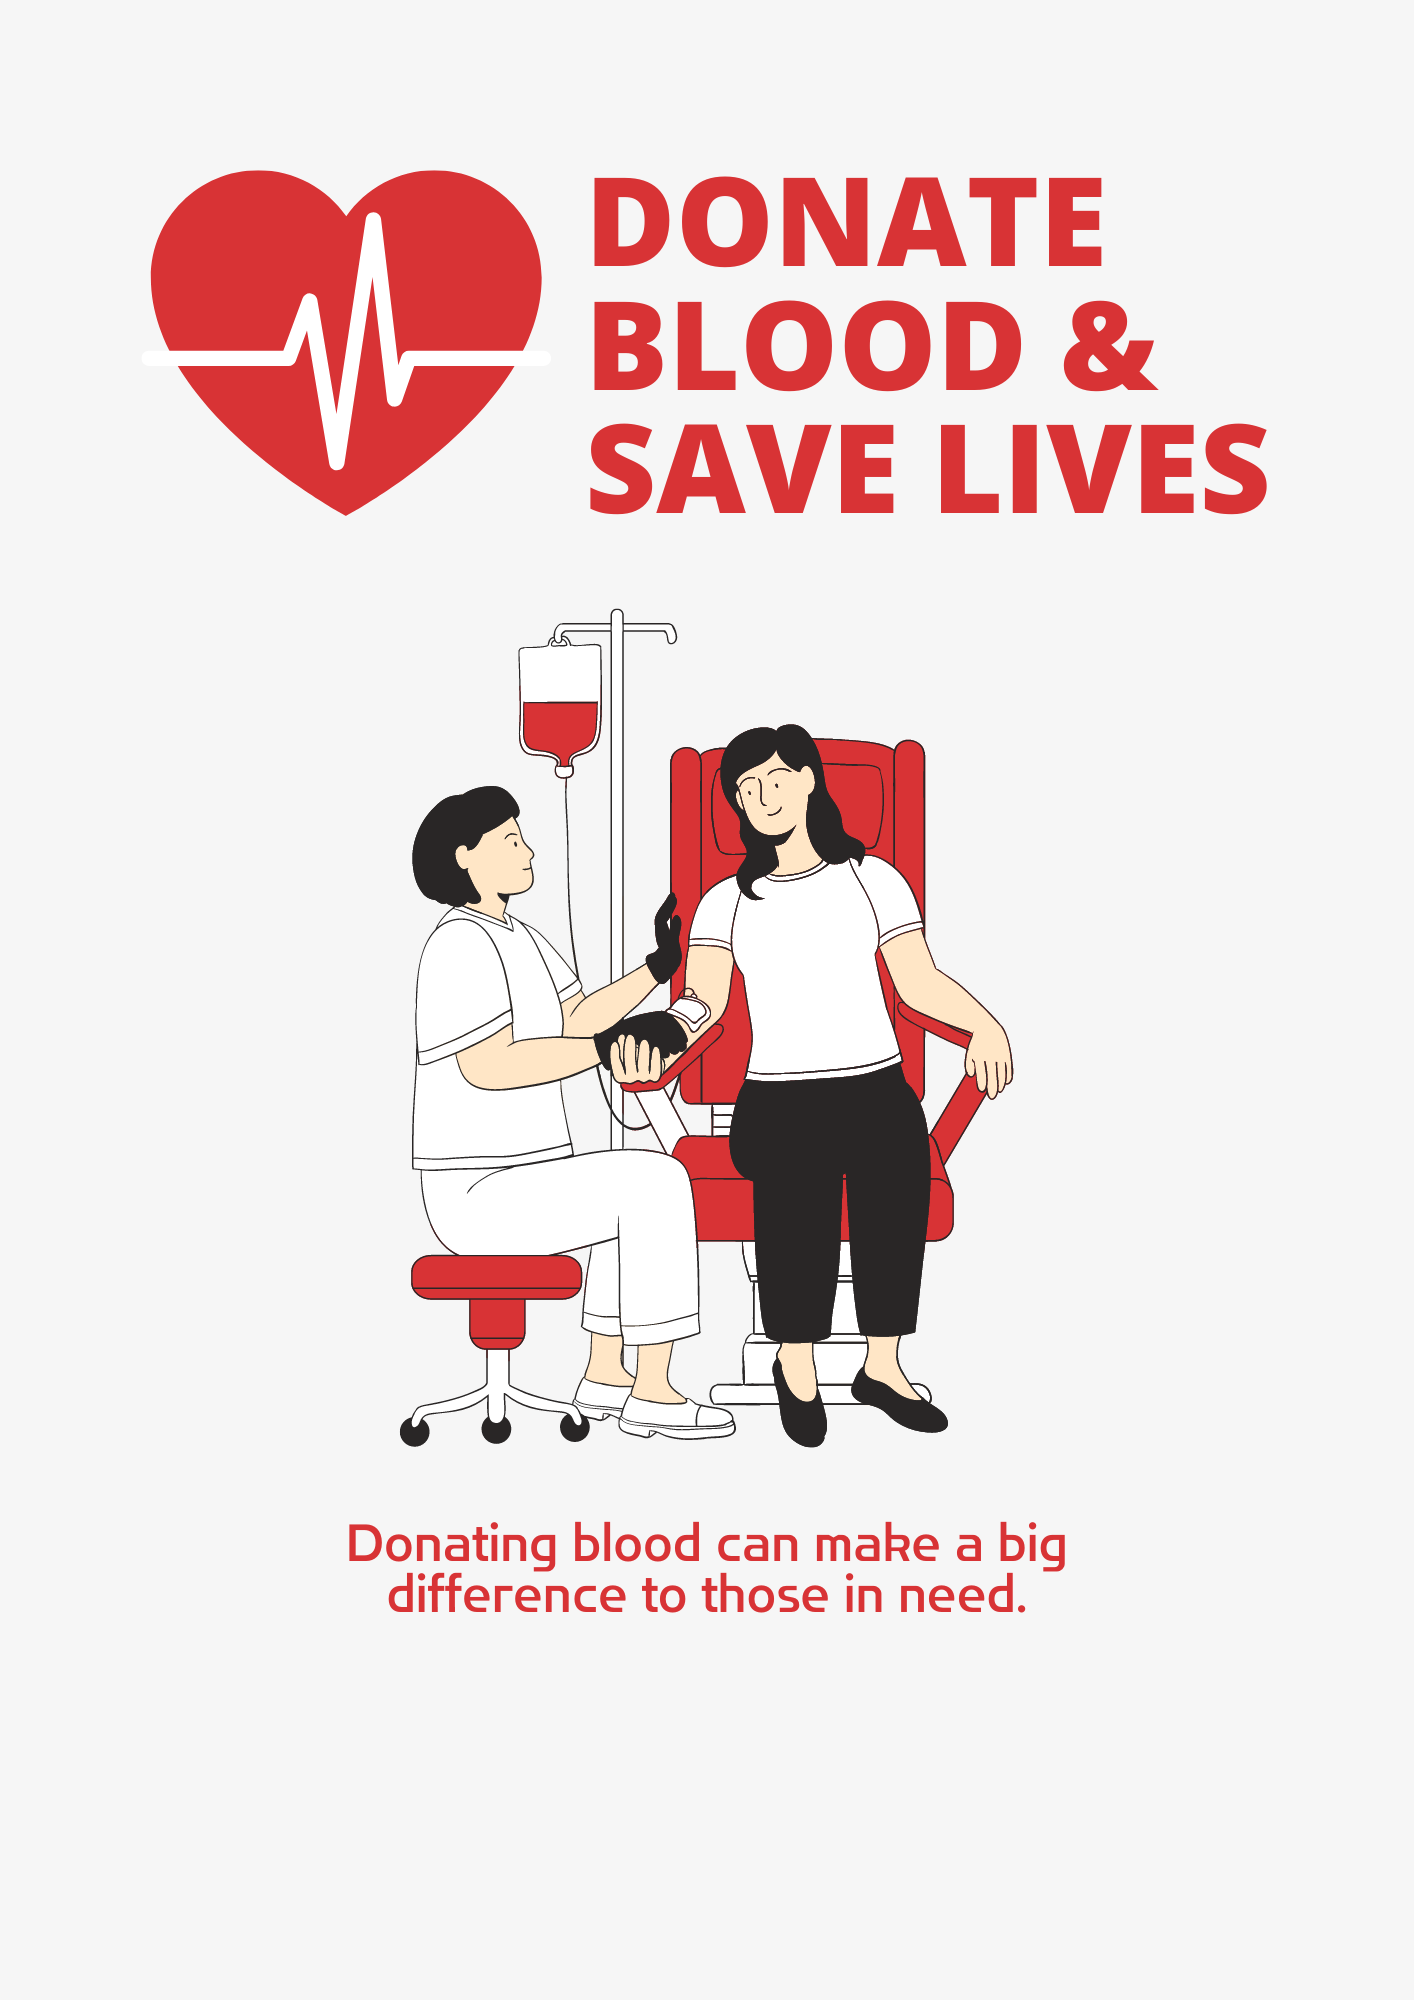 DONATE
BLOOD &
SAVE LIVES
Donating blood can make a big
difference to those in need.